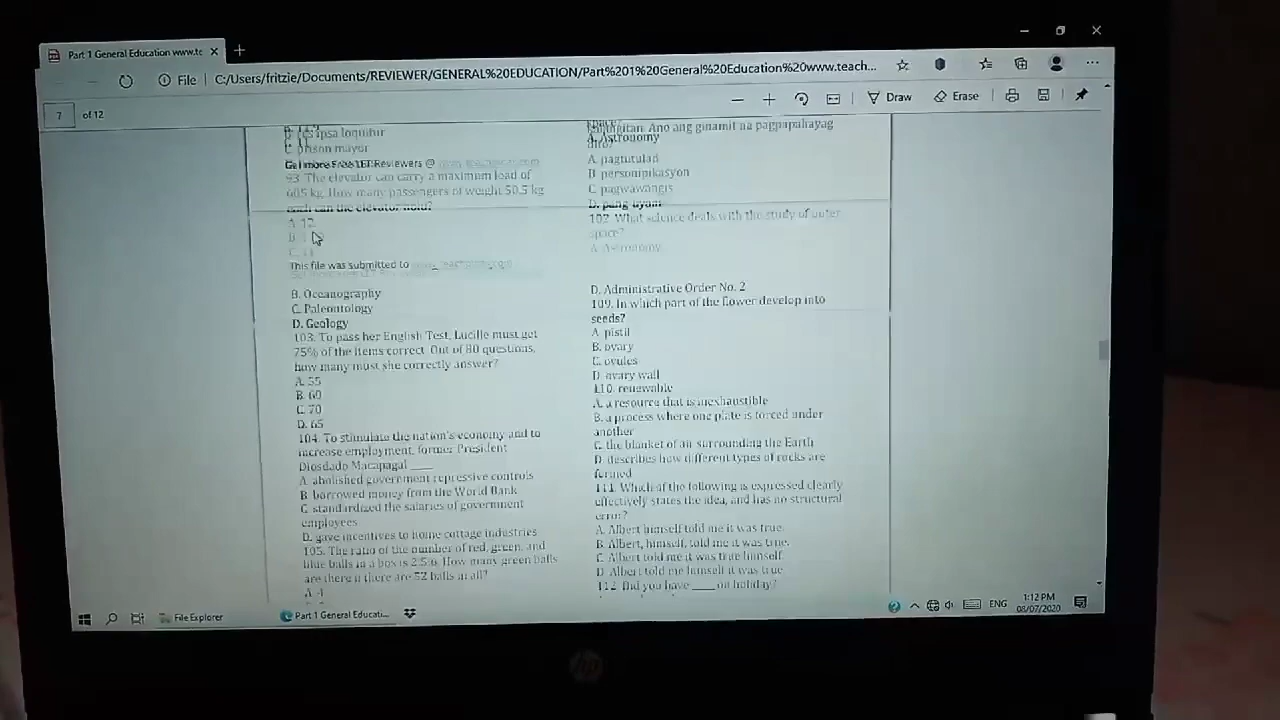 Part 1 General Education www.te
File
C:/Users/fritzie/Documents/REVIEWER/GENERAL%20EDUCATION/Part%201%20General%20Education%20www.teach...
7 of 12
Draw
Erase
ipsa loquitur
C. prison mayor
Get more Free LET Reviewers @
93. The elevator can carry a maximum load of
605 kg. How many passengers of weight 50.5 kg
each can the elevator hold?
A. 12
B.
C. 11
This file was submitted to
B. Oceanography
C. Paleontology
D. Geology
103. To pass her English Test, Lucille must get
75% of the items correct. Out of 80 questions,
how many must she correctly answer?
A. 55
B. 60
C. 70
D. 65
104. To stimulate the nation's economy and to
increase employment, former President
Diosdado Macapagal ____
A. abolished government repressive controls
B. borrowed money from the World Bank
C. standardized the salaries of government
employees
D. gave incentives to home cottage industries
105. The ratio of the number of red, green, and
blue balls in a box is 2:5:6. How many green balls
are there if there are 52 balls in all?
A. 4
Ano ang ginamit na pagpapahayag
A. Astronomy
A. pagtutulad
B. personipikasyon
C. pagwawangis
D. pang-uyam
102. What science deals with the study of outer
space?
A. Astronomy
D. Administrative Order No. 2
109. In which part of the flower develop into
seeds?
A. pistil
B. ovary
C. ovules
D. ovary wall
110. renewable
A. a resource that is inexhaustible
B. a process where one plate is forced under
another
C. the blanket of air surrounding the Earth
D. describes how different types of rocks are
formed
111. Which of the following is expressed clearly
effectively states the idea, and has no structural
error?
A. Albert himself told me it was true.
B. Albert, himself, told me it was true.
C. Albert told me it was true himself.
D. Albert told me himself it was true
112. Did you have ____ on holiday?
File Explorer
Part 1 General Educati...
ENG
1:12 PM
08/07/2020
hp